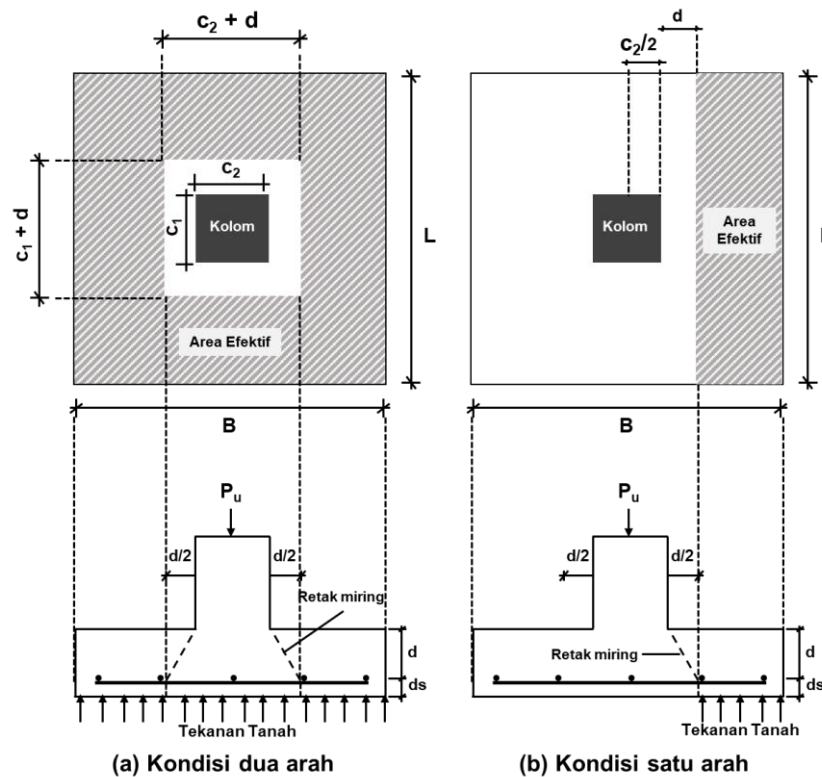 c₂ + d
c₁ + d
c₂
c₁
Kolom
Area Efektif
L
B
Pᵤ
d/2
d/2
Retak miring
d
ds
Tekanan Tanah
(a) Kondisi dua arah
d
c₂/2
Kolom
Area
Efektif
B
Pᵤ
d/2
d/2
Retak miring
d
ds
Tekanan Tanah
(b) Kondisi satu arah